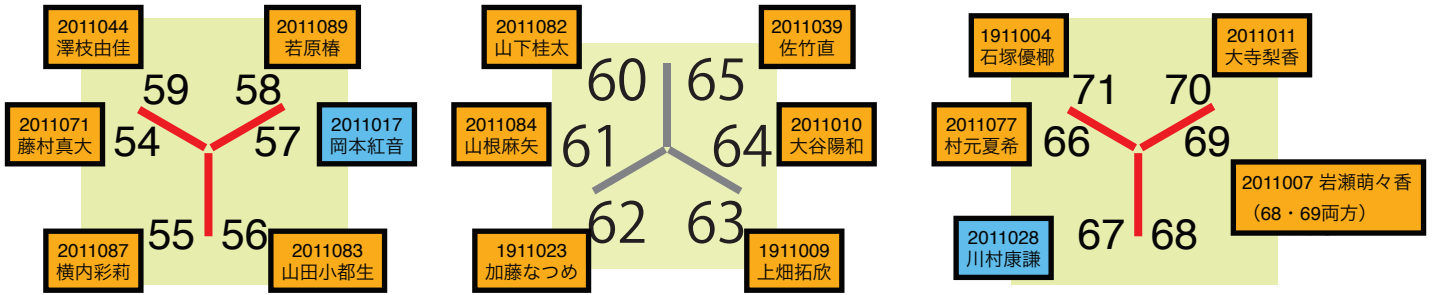 2011044
澤枝由佳
2011089
若原椿
59
58
2011071
藤村真大
54
57
2011017
岡本紅音
2011087
横内彩莉
55
56
2011083
山田小都生
2011082
山下桂太
2011039
佐竹直
60
65
2011084
山根麻矢
61
64
2011010
大谷陽和
1911023
加藤なつめ
62
63
1911009
上畑拓欣
1911004
石塚優椰
2011011
大寺梨香
71
70
2011077
村元夏希
66
69
2011007 岩瀬萌々香
(68・69両方)
2011028
川村康謙
67
68